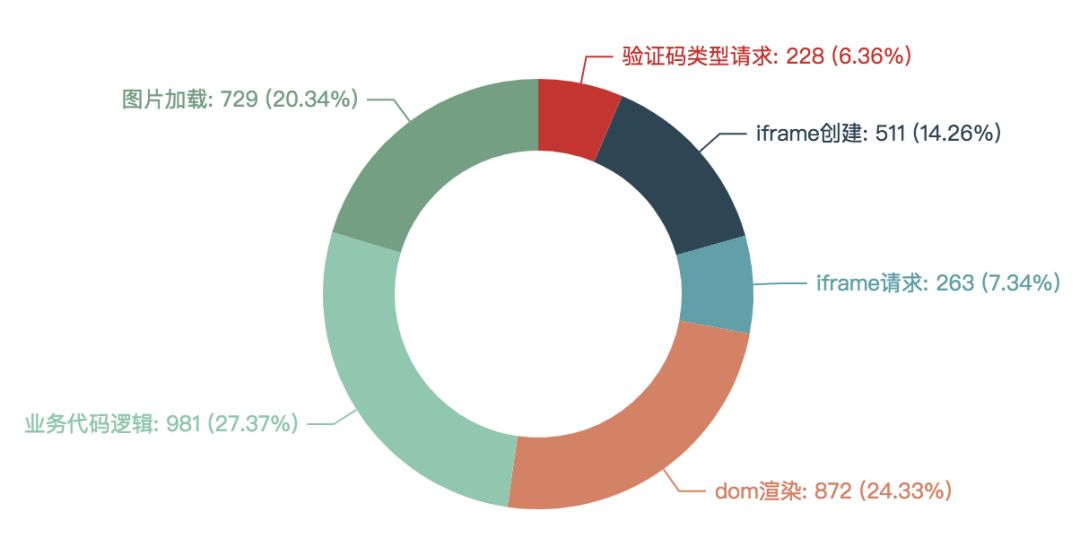 验证码类型请求: 228 (6.36%)
图片加载: 729 (20.34%)
iframe创建: 511 (14.26%)
iframe请求: 263 (7.34%)
业务代码逻辑: 981 (27.37%)
dom渲染: 872 (24.33%)